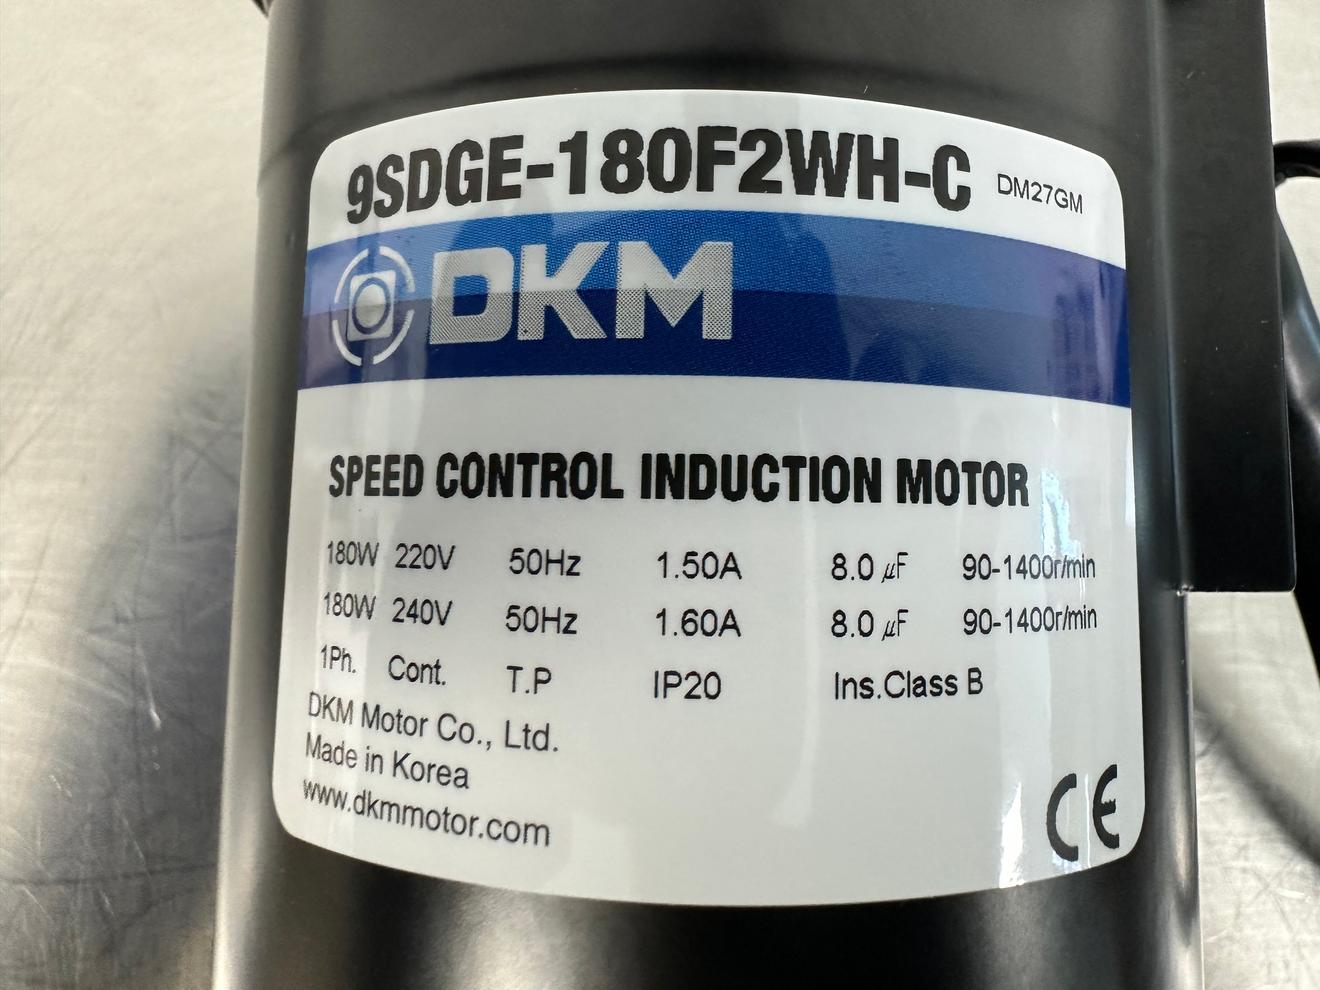 9SDGE-180F2WH-C DM27GM
DKM
SPEED CONTROL INDUCTION MOTOR
180W 220V 50Hz 1.50A 8.0 μF 90-1400r/min
180W 240V 50Hz 1.60A 8.0 μF 90-1400r/min
1Ph. Cont. T.P IP20 Ins.Class B
DKM Motor Co., Ltd.
Made in Korea
www.dkmmotor.com
CE